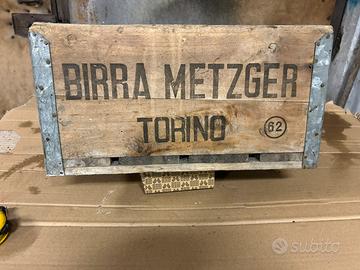 BIRRA METZGER
TORINO 62
subito